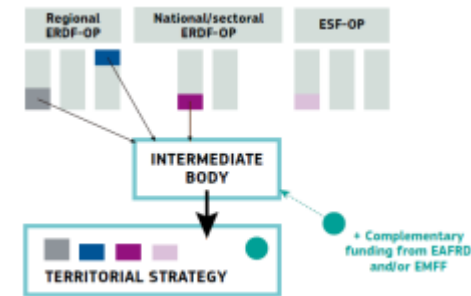 Regional
ERDF-OP
National/sectoral
ERDF-OP
ESF-OP
INTERMEDIATE
BODY
+ Complementary
funding from EAFRD
and/or EMFF
TERRITORIAL STRATEGY